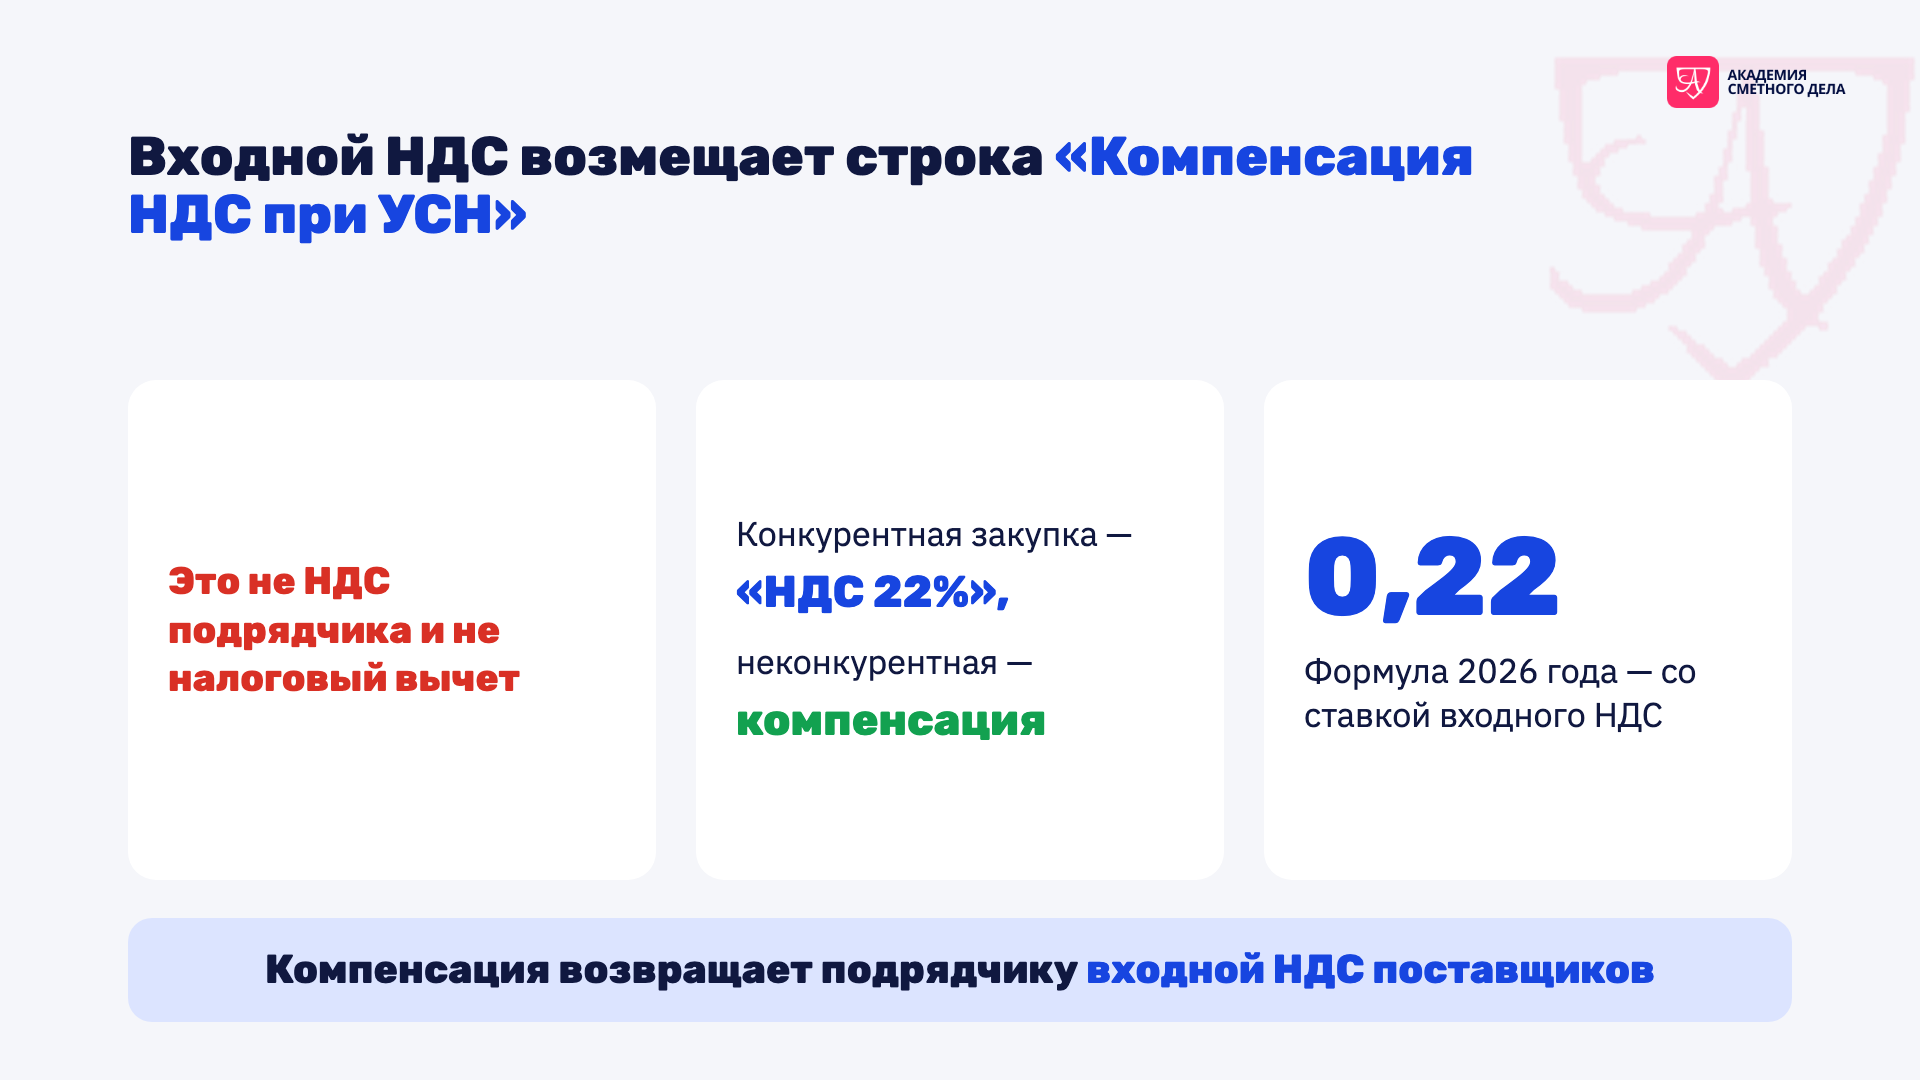 АКАДЕМИЯ
СМЕТНОГО ДЕЛА
Входной НДС возмещает строка «Компенсация
НДС при УСН»
Это не НДС
подрядчика и не
налоговый вычет
Конкурентная закупка —
«НДС 22%»,
неконкурентная —
компенсация
0,22
Формула 2026 года — со
ставкой входного НДС
Компенсация возвращает подрядчику входной НДС поставщиков